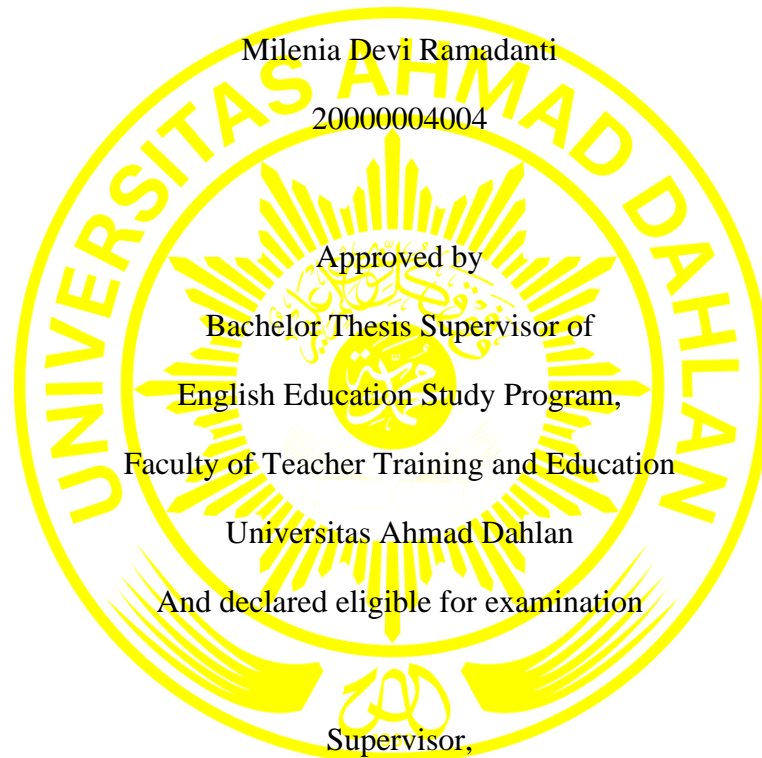 Milenia Devi Ramadanti
20000004004
UNIVERSITAS AHMAD DAHLAN
Approved by
Bachelor Thesis Supervisor of
English Education Study Program,
Faculty of Teacher Training and Education
Universitas Ahmad Dahlan
And declared eligible for examination
Supervisor,